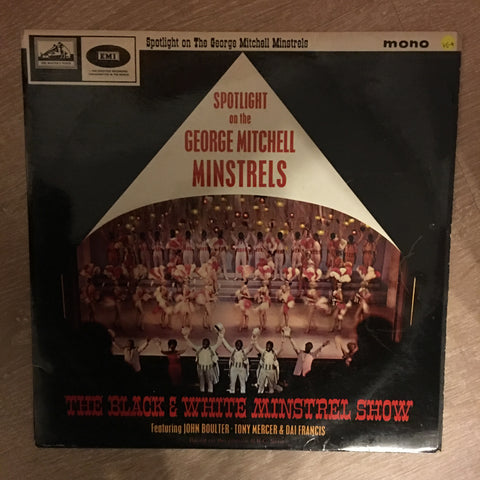 Spotlight on The George Mitchell Minstrels
mono
EMI
SPOTLIGHT
on the
GEORGE MITCHELL
MINSTRELS
THE BLACK & WHITE MINSTREL SHOW
Featuring JOHN BOULTER · TONY MERCER & DAI FRANCIS